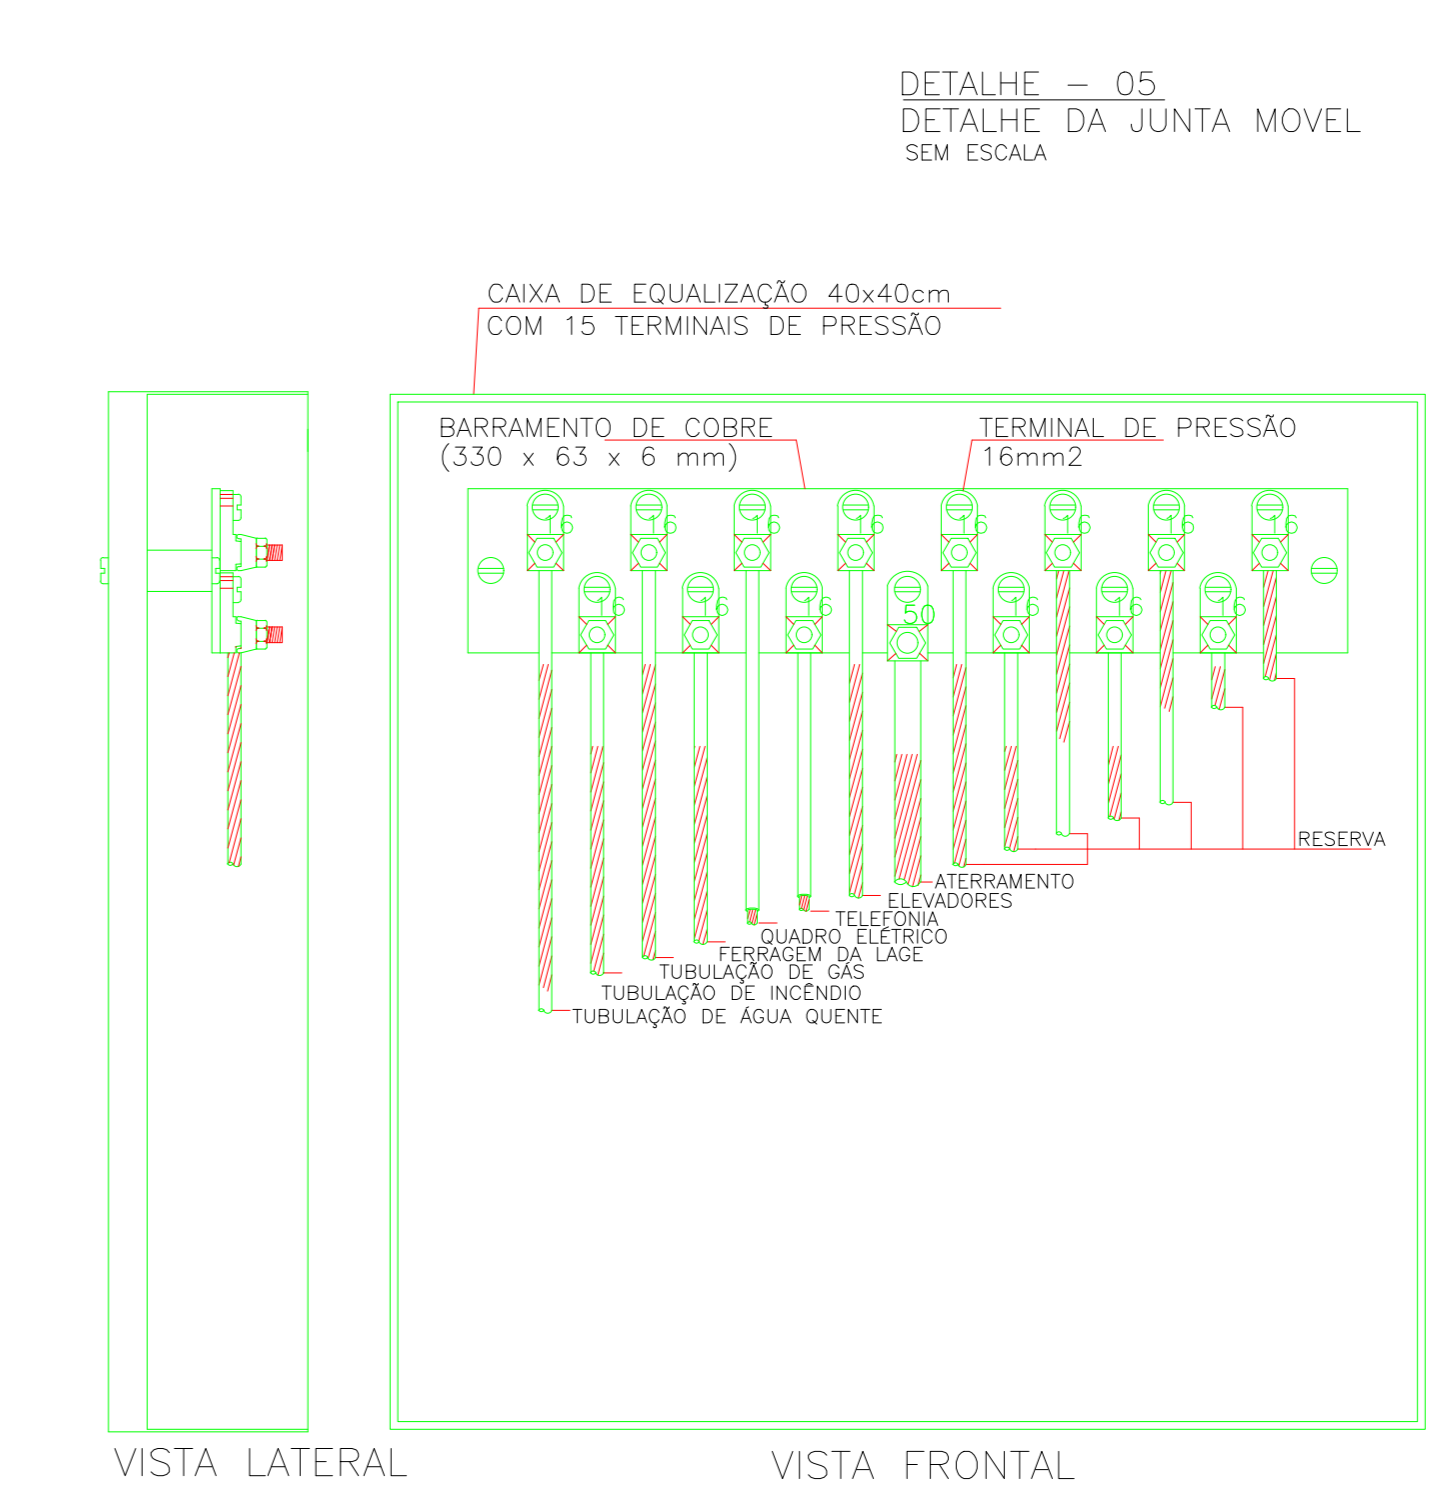 DETALHE - 05
DETALHE DA JUNTA MOVEL
SEM ESCALA
CAIXA DE EQUALIZAÇÃO 40x40cm
COM 15 TERMINAIS DE PRESSÃO
BARRAMENTO DE COBRE
(330 x 63 x 6 mm)
TERMINAL DE PRESSÃO
16mm2
16 16 16 16 16 16 16 16
16 16 16 50 16 16 16
RESERVA
ATERRAMENTO
ELEVADORES
TELEFONIA
QUADRO ELÉTRICO
FERRAGEM DA LAGE
TUBULAÇÃO DE GÁS
TUBULAÇÃO DE INCÊNDIO
TUBULAÇÃO DE ÁGUA QUENTE
VISTA LATERAL
VISTA FRONTAL